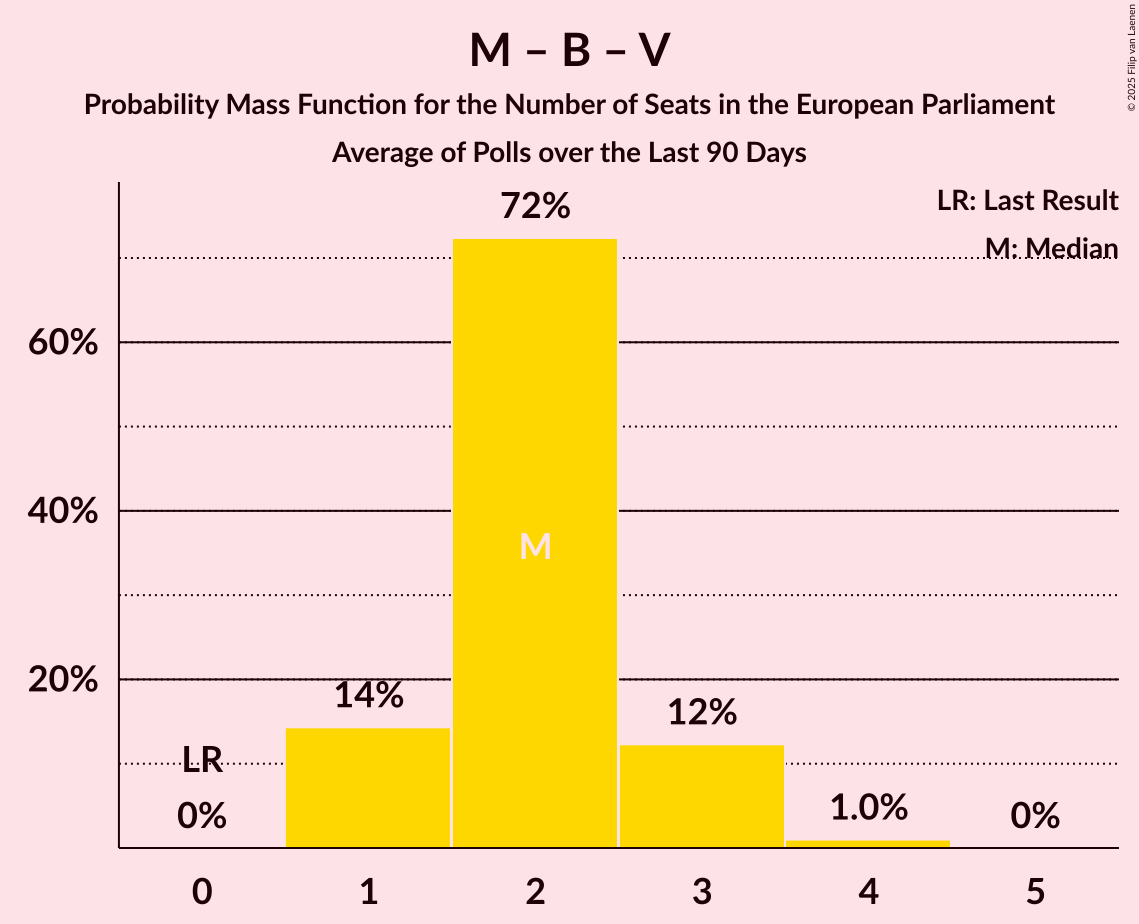 M – B – V
Probability Mass Function for the Number of Seats in the European Parliament
Average of Polls over the Last 90 Days
© 2025 Filip van Laenen
LR: Last Result
M: Median
72%
60%
40%
M
20%
14%
12%
LR
0%
1.0%
0%
0 1 2 3 4 5